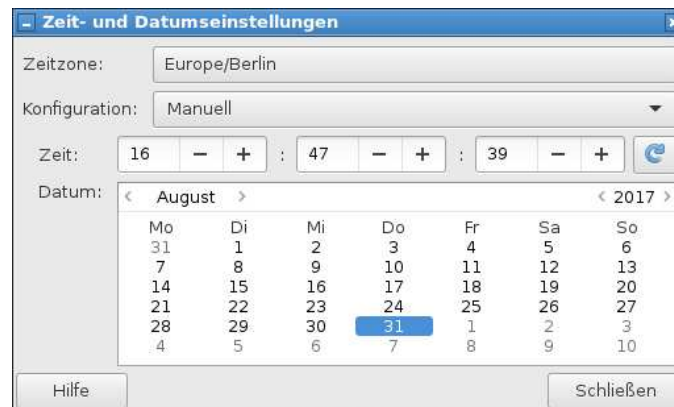 Zeit- und Datumseinstellungen
Zeitzone: Europe/Berlin
Konfiguration: Manuell
Zeit: 16 − + : 47 − + : 39 − +
Datum: < August > < 2017 >
Mo Di Mi Do Fr Sa So
31 1 2 3 4 5 6
7 8 9 10 11 12 13
14 15 16 17 18 19 20
21 22 23 24 25 26 27
28 29 30 31 1 2 3
4 5 6 7 8 9 10
Hilfe Schließen